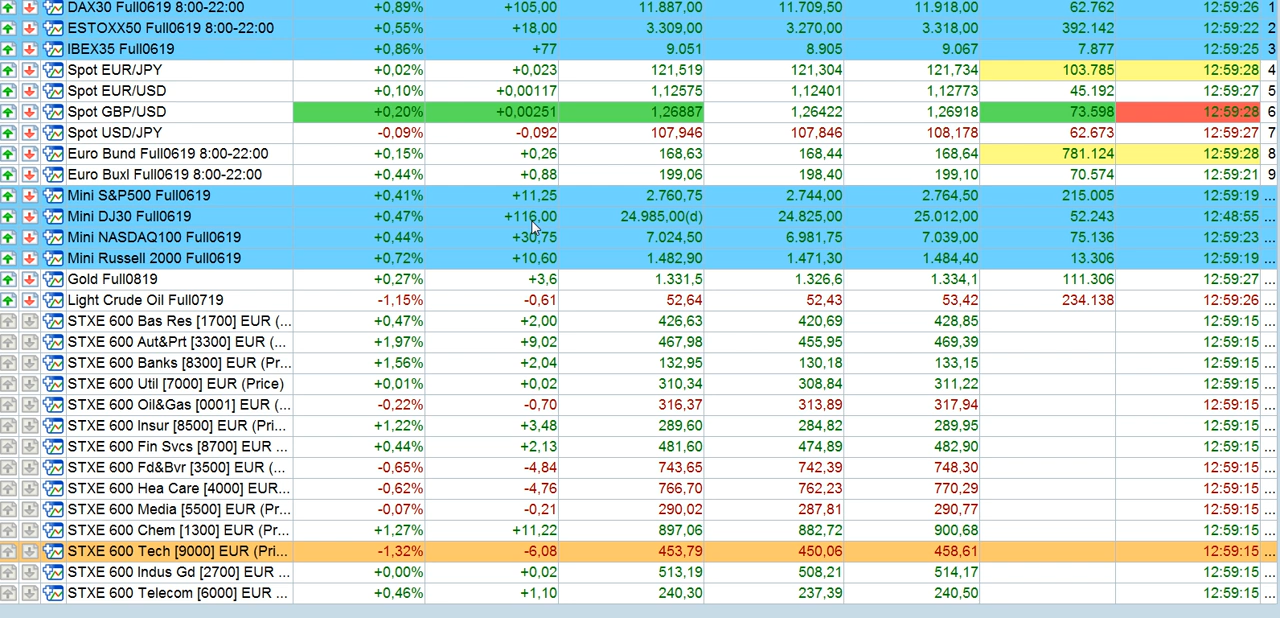 DAX30 Full0619 8:00-22:00 +0,89% +105,00 11.887,00 11.709,50 11.918,00 62.762 12:59:26 1
ESTOXX50 Full0619 8:00-22:00 +0,55% +18,00 3.309,00 3.270,00 3.318,00 392.142 12:59:22 2
IBEX35 Full0619 +0,86% +77 9.051 8.905 9.067 7.877 12:59:25 3
Spot EUR/JPY +0,02% +0,023 121,519 121,304 121,734 103.785 12:59:28 4
Spot EUR/USD +0,10% +0,00117 1,12575 1,12401 1,12773 45.192 12:59:27 5
Spot GBP/USD +0,20% +0,00251 1,26887 1,26422 1,26918 73.598 12:59:28 6
Spot USD/JPY -0,09% -0,092 107,946 107,846 108,178 62.673 12:59:27 7
Euro Bund Full0619 8:00-22:00 +0,15% +0,26 168,63 168,44 168,64 781.124 12:59:28 8
Euro Buxl Full0619 8:00-22:00 +0,44% +0,88 199,06 198,40 199,10 70.574 12:59:21 9
Mini S&P500 Full0619 +0,41% +11,25 2.760,75 2.744,00 2.764,50 215.005 12:59:19 ...
Mini DJ30 Full0619 +0,47% +116,00 24.985,00(d) 24.825,00 25.012,00 52.243 12:48:55 ...
Mini NASDAQ100 Full0619 +0,44% +30,75 7.024,50 6.981,75 7.039,00 75.136 12:59:23 ...
Mini Russell 2000 Full0619 +0,72% +10,60 1.482,90 1.471,30 1.484,40 13.306 12:59:19 ...
Gold Full0819 +0,27% +3,6 1.331,5 1.326,6 1.334,1 111.306 12:59:27 ...
Light Crude Oil Full0719 -1,15% -0,61 52,64 52,43 53,42 234.138 12:59:26 ...
STXE 600 Bas Res [1700] EUR (... +0,47% +2,00 426,63 420,69 428,85 12:59:15 ...
STXE 600 Aut&Prt [3300] EUR (... +1,97% +9,02 467,98 455,95 469,39 12:59:15 ...
STXE 600 Banks [8300] EUR (Pr... +1,56% +2,04 132,95 130,18 133,15 12:59:15 ...
STXE 600 Util [7000] EUR (Price) +0,01% +0,02 310,34 308,84 311,22 12:59:15 ...
STXE 600 Oil&Gas [0001] EUR (... -0,22% -0,70 316,37 313,89 317,94 12:59:15 ...
STXE 600 Insur [8500] EUR (Pri... +1,22% +3,48 289,60 284,82 289,95 12:59:15 ...
STXE 600 Fin Svcs [8700] EUR ... +0,44% +2,13 481,60 474,89 482,90 12:59:15 ...
STXE 600 Fd&Bvr [3500] EUR (... -0,65% -4,84 743,65 742,39 748,30 12:59:15 ...
STXE 600 Hea Care [4000] EUR... -0,62% -4,76 766,70 762,23 770,29 12:59:15 ...
STXE 600 Media [5500] EUR (Pr... -0,07% -0,21 290,02 287,81 290,77 12:59:15 ...
STXE 600 Chem [1300] EUR (Pr... +1,27% +11,22 897,06 882,72 900,68 12:59:15 ...
STXE 600 Tech [9000] EUR (Pri... -1,32% -6,08 453,79 450,06 458,61 12:59:15 ...
STXE 600 Indus Gd [2700] EUR ... +0,00% +0,02 513,19 508,21 514,17 12:59:15 ...
STXE 600 Telecom [6000] EUR ... +0,46% +1,10 240,30 237,39 240,50 12:59:15 ...